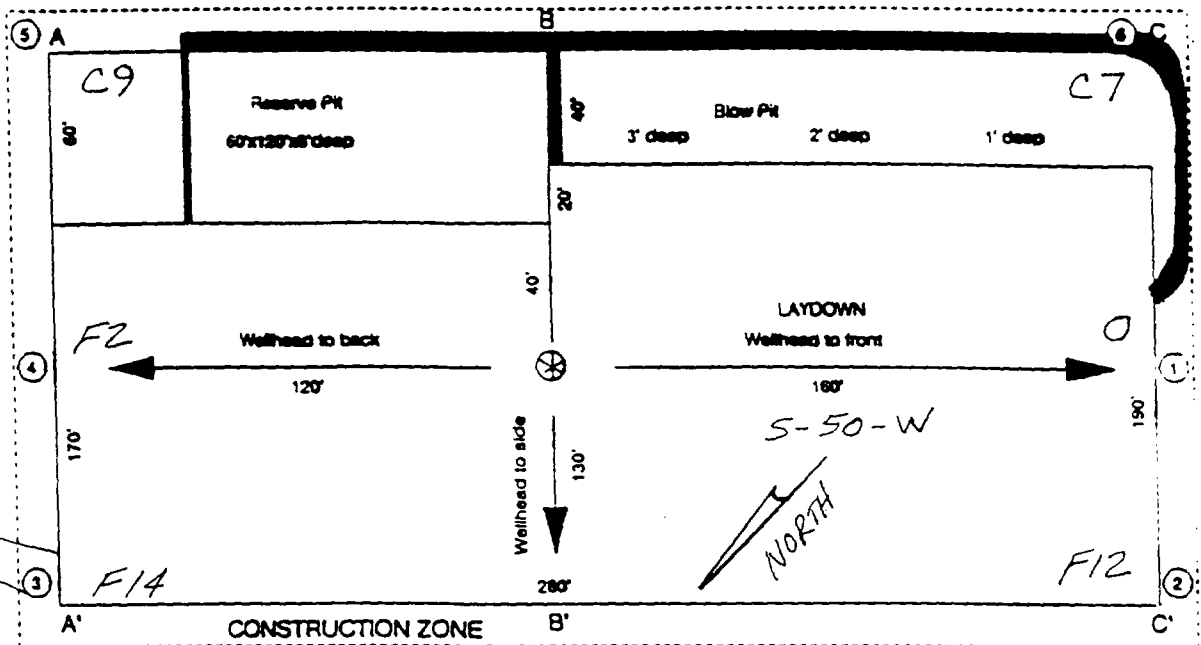 5 A B 6 C
C9 C7
Reserve Pit
60'x120'x8'deep
60'
40'
Blow Pit
3' deep 2' deep 1' deep
20'
40'
LAYDOWN
F2 Wellhead to back Wellhead to front O
4 1
120' 160'
S-50-W
170' 190'
Wellhead to side
130'
NORTH
3 F14 280' F12 2
A' CONSTRUCTION ZONE B' C'